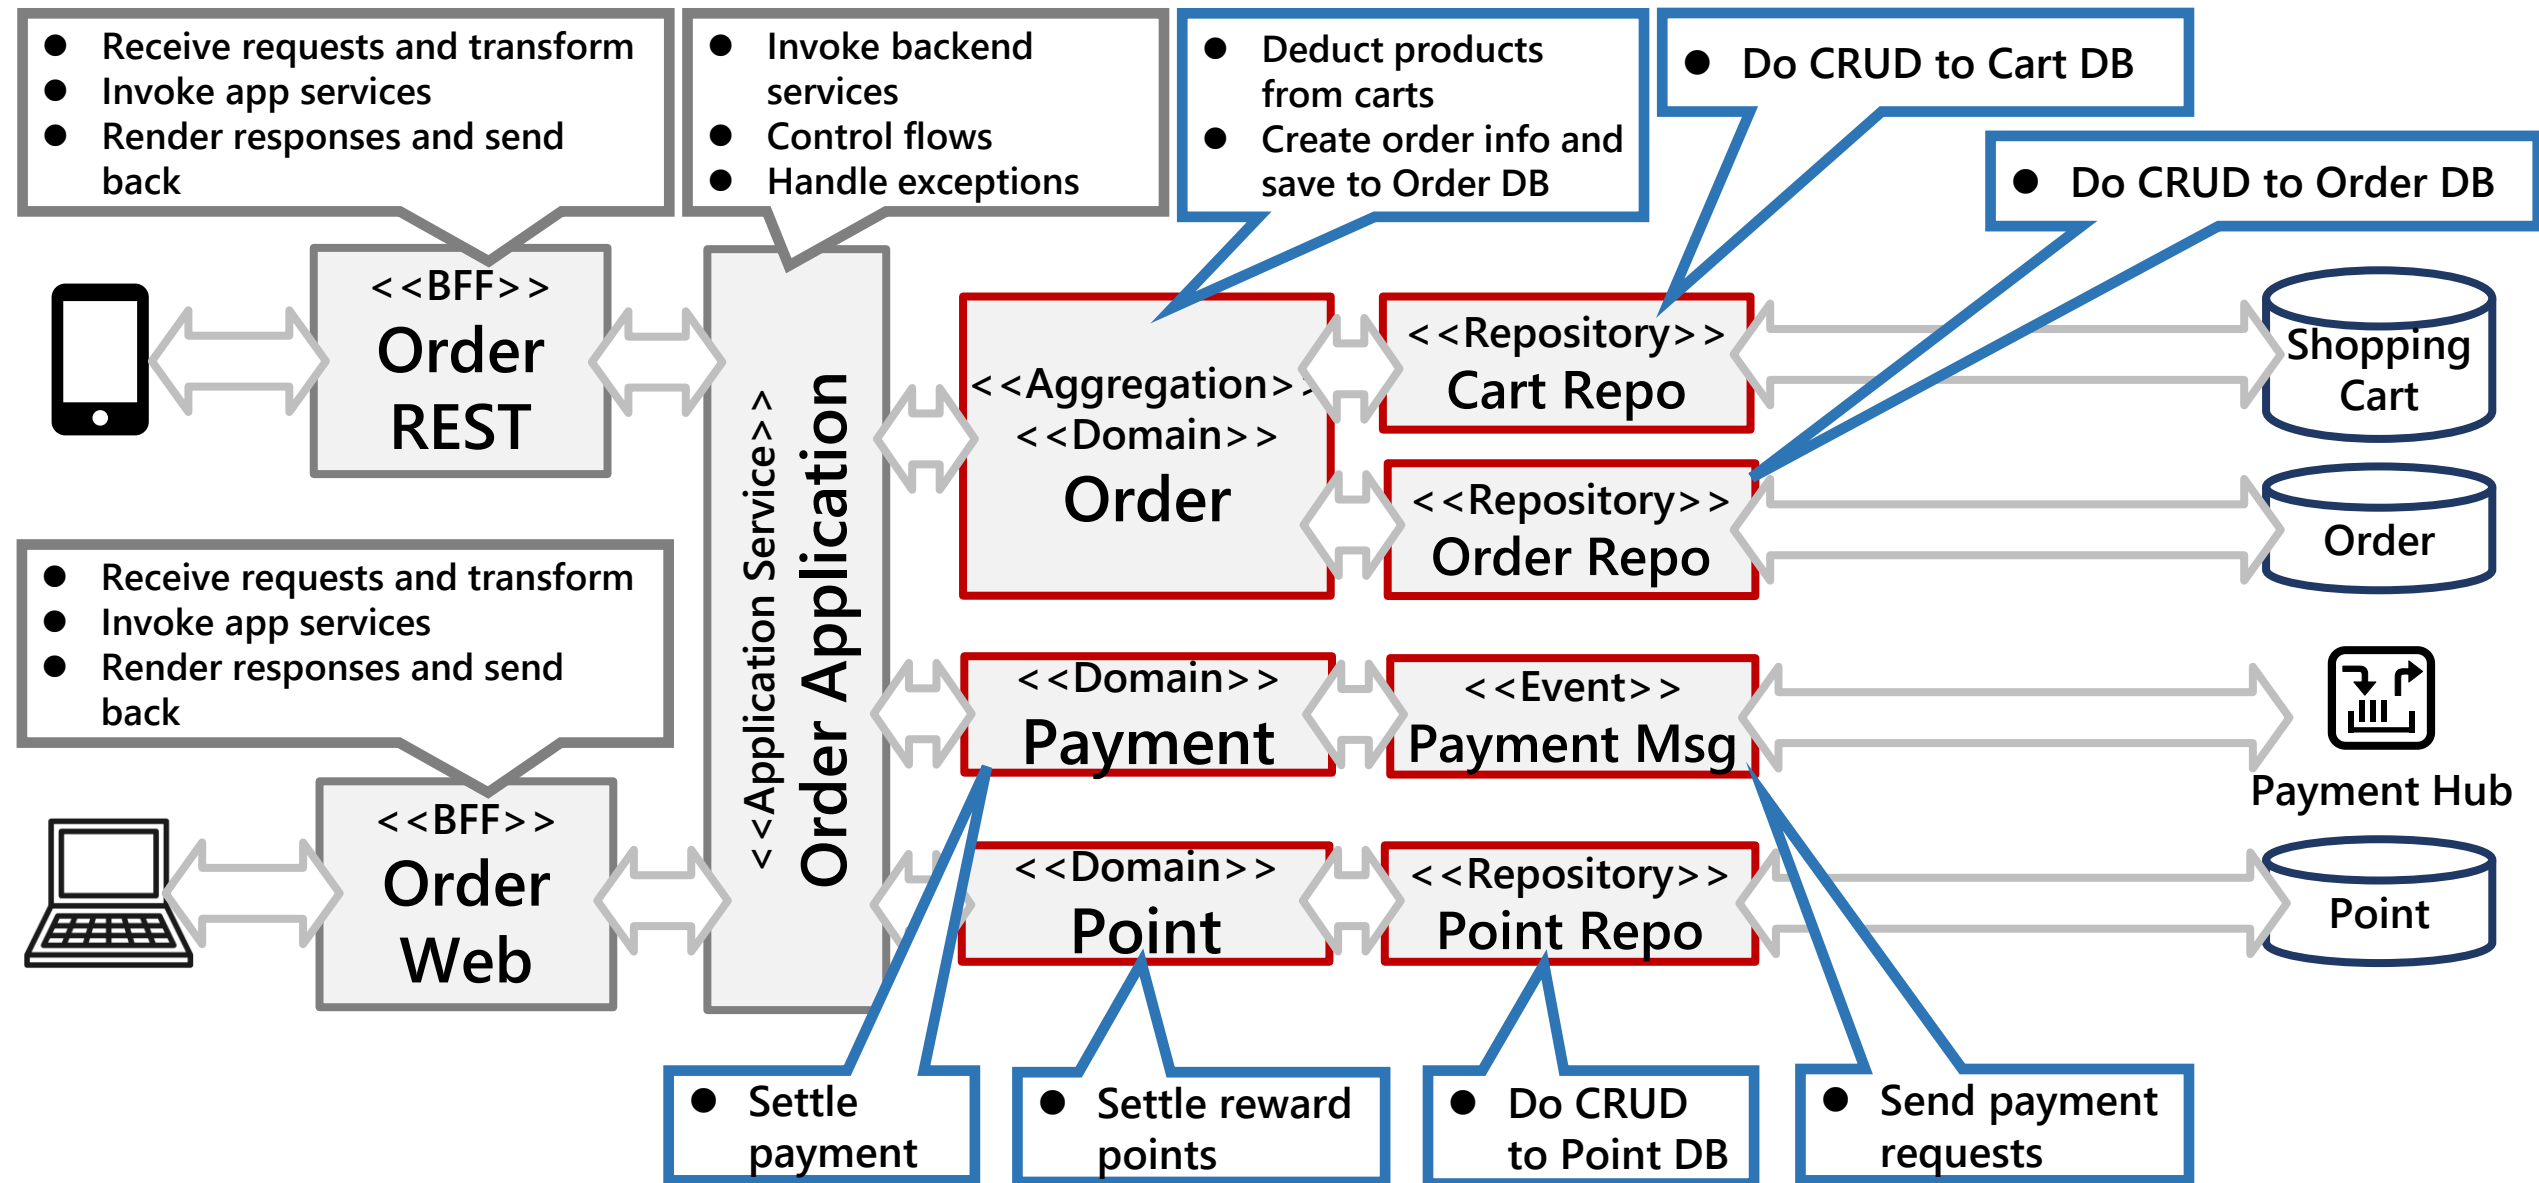 ● Receive requests and transform
● Invoke app services
● Render responses and send
back
● Invoke backend
services
● Control flows
● Handle exceptions
● Deduct products
from carts
● Create order info and
save to Order DB
● Do CRUD to Cart DB
● Do CRUD to Order DB
<<BFF>>
Order
REST
<<Application Service>>
Order Application
<<Aggregation>>
<<Domain>>
Order
<<Repository>>
Cart Repo
Shopping
Cart
<<Repository>>
Order Repo
Order
● Receive requests and transform
● Invoke app services
● Render responses and send
back
<<BFF>>
Order
Web
<<Domain>>
Payment
<<Event>>
Payment Msg
Payment Hub
<<Domain>>
Point
<<Repository>>
Point Repo
Point
● Settle
payment
● Settle reward
points
● Do CRUD
to Point DB
● Send payment
requests